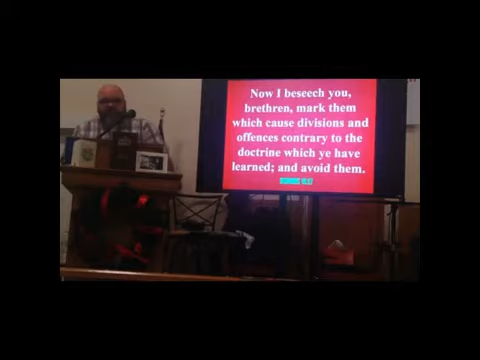 Now I beseech you,
brethren, mark them
which cause divisions and
offences contrary to the
doctrine which ye have
learned; and avoid them.